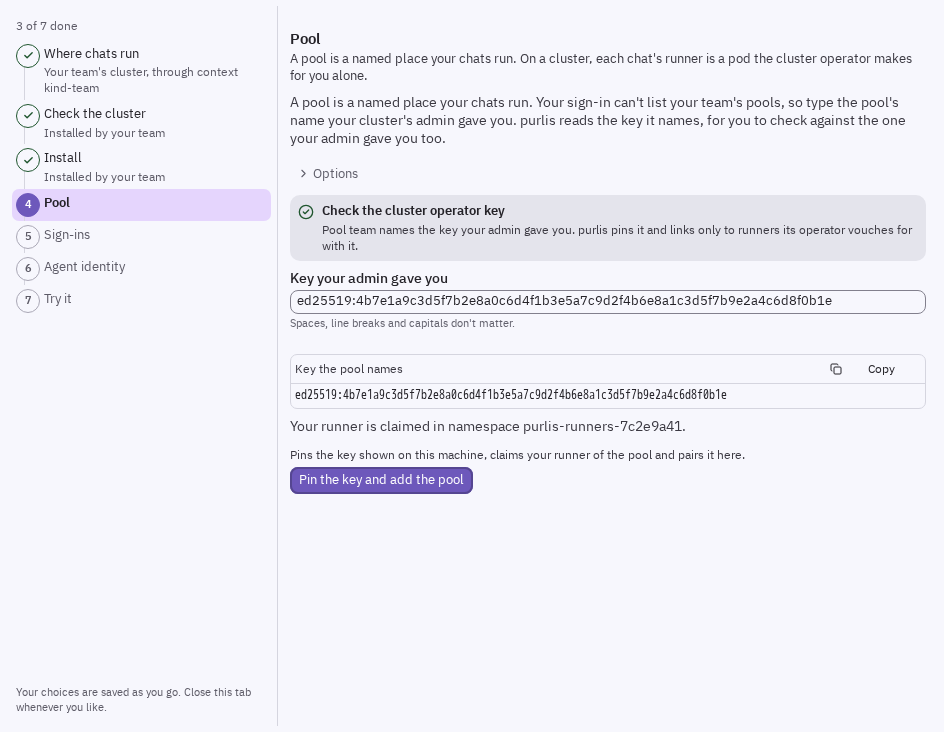 3 of 7 done
Where chats run
Your team's cluster, through context
kind-team
Check the cluster
Installed by your team
Install
Installed by your team
4 Pool
5 Sign-ins
6 Agent identity
7 Try it
Your choices are saved as you go. Close this tab
whenever you like.
Pool
A pool is a named place your chats run. On a cluster, each chat's runner is a pod the cluster operator makes
for you alone.
A pool is a named place your chats run. Your sign-in can't list your team's pools, so type the pool's
name your cluster's admin gave you. purlis reads the key it names, for you to check against the one
your admin gave you too.
Options
Check the cluster operator key
Pool team names the key your admin gave you. purlis pins it and links only to runners its operator vouches for
with it.
Key your admin gave you
ed25519:4b7e1a9c3d5f7b2e8a0c6d4f1b3e5a7c9d2f4b6e8a1c3d5f7b9e2a4c6d8f0b1e
Spaces, line breaks and capitals don't matter.
Key the pool names
Copy
ed25519:4b7e1a9c3d5f7b2e8a0c6d4f1b3e5a7c9d2f4b6e8a1c3d5f7b9e2a4c6d8f0b1e
Your runner is claimed in namespace purlis-runners-7c2e9a41.
Pins the key shown on this machine, claims your runner of the pool and pairs it here.
Pin the key and add the pool